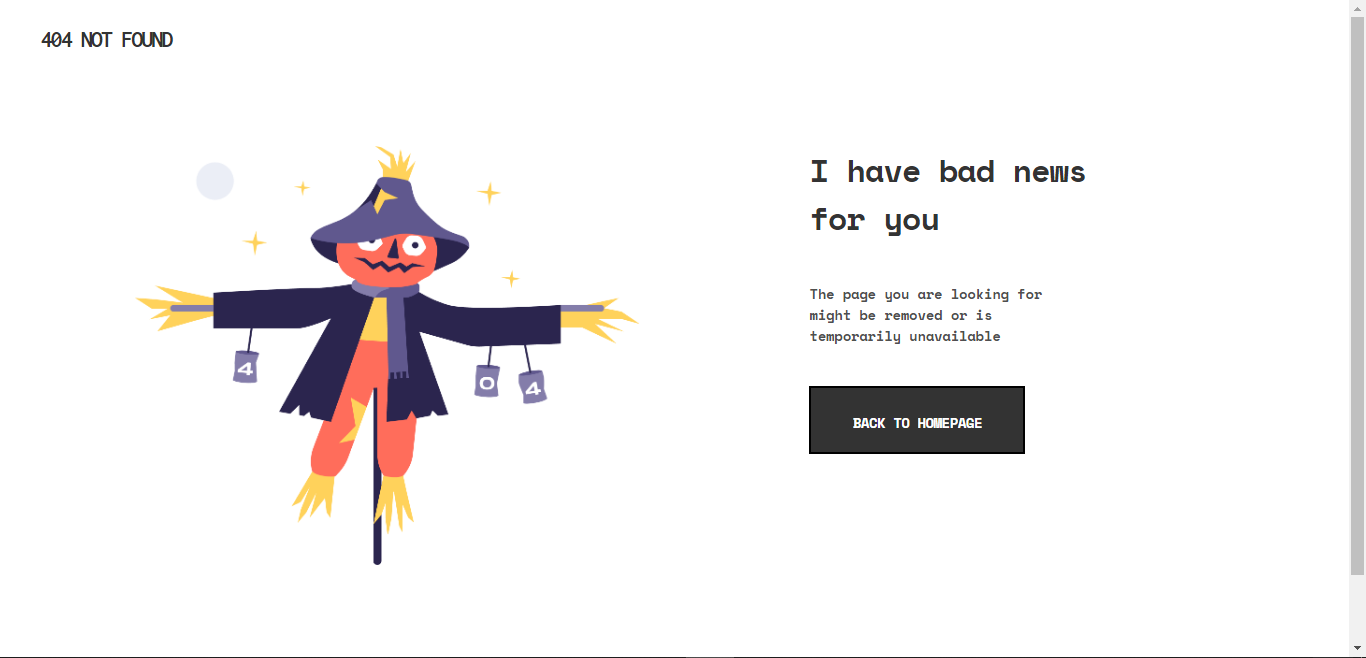 404 NOT FOUND
I have bad news
for you
The page you are looking for
might be removed or is
temporarily unavailable
BACK TO HOMEPAGE
4
0
4